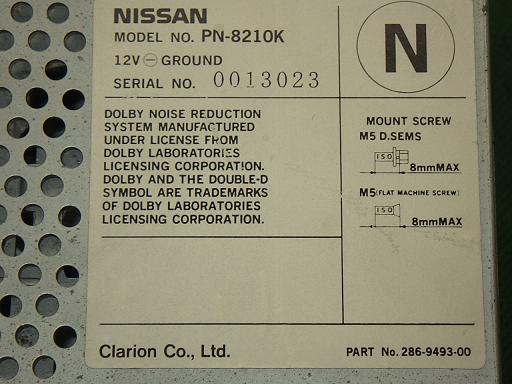 NISSAN
MODEL NO. PN-8210K
12V ⊖ GROUND
SERIAL NO. 0013023
N
DOLBY NOISE REDUCTION
SYSTEM MANUFACTURED
UNDER LICENSE FROM
DOLBY LABORATORIES
LICENSING CORPORATION.
DOLBY AND THE DOUBLE-D
SYMBOL ARE TRADEMARKS
OF DOLBY LABORATORIES
LICENSING CORPORATION.
MOUNT SCREW
M5 D.SEMS
ISO
8mmMAX
M5(FLAT MACHINE SCREW)
ISO
8mmMAX
Clarion Co., Ltd.
PART No. 286-9493-00